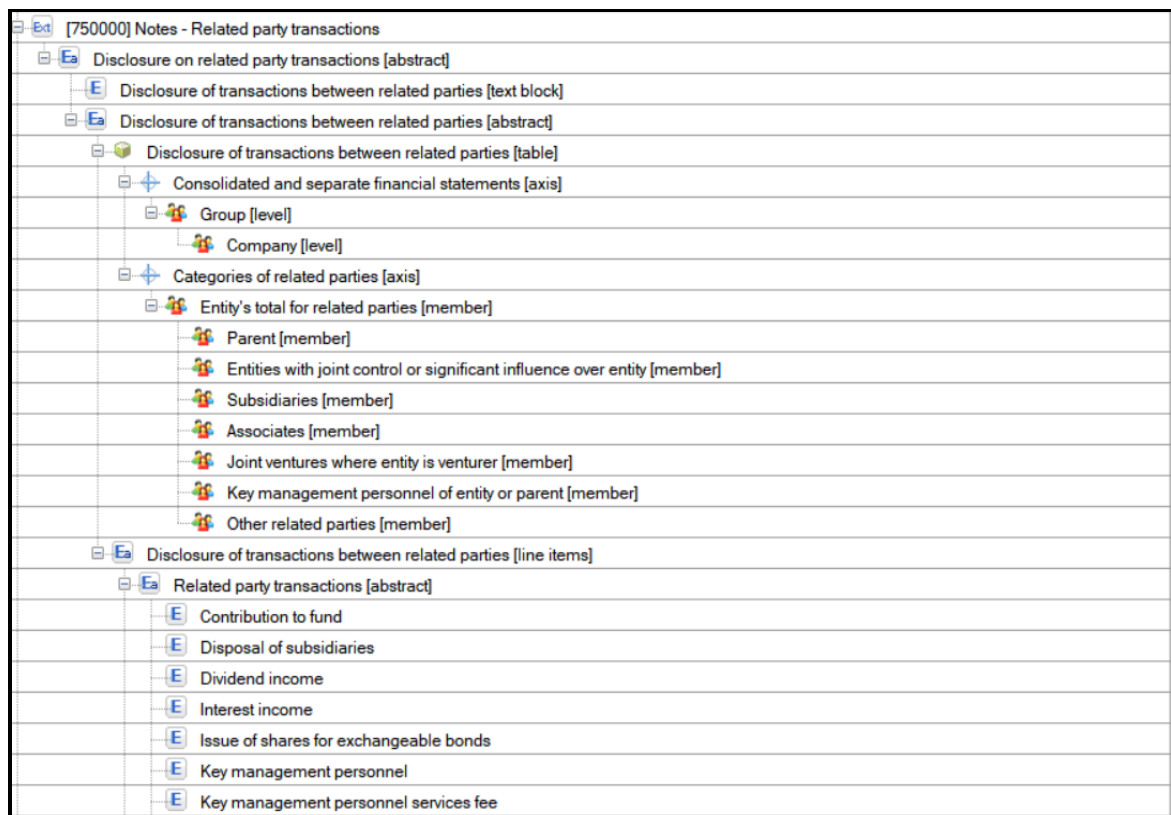 Ext [750000] Notes - Related party transactions
Ea Disclosure on related party transactions [abstract]
E Disclosure of transactions between related parties [text block]
Ea Disclosure of transactions between related parties [abstract]
Disclosure of transactions between related parties [table]
Consolidated and separate financial statements [axis]
Group [level]
Company [level]
Categories of related parties [axis]
Entity's total for related parties [member]
Parent [member]
Entities with joint control or significant influence over entity [member]
Subsidiaries [member]
Associates [member]
Joint ventures where entity is venturer [member]
Key management personnel of entity or parent [member]
Other related parties [member]
Ea Disclosure of transactions between related parties [line items]
Ea Related party transactions [abstract]
E Contribution to fund
E Disposal of subsidiaries
E Dividend income
E Interest income
E Issue of shares for exchangeable bonds
E Key management personnel
E Key management personnel services fee